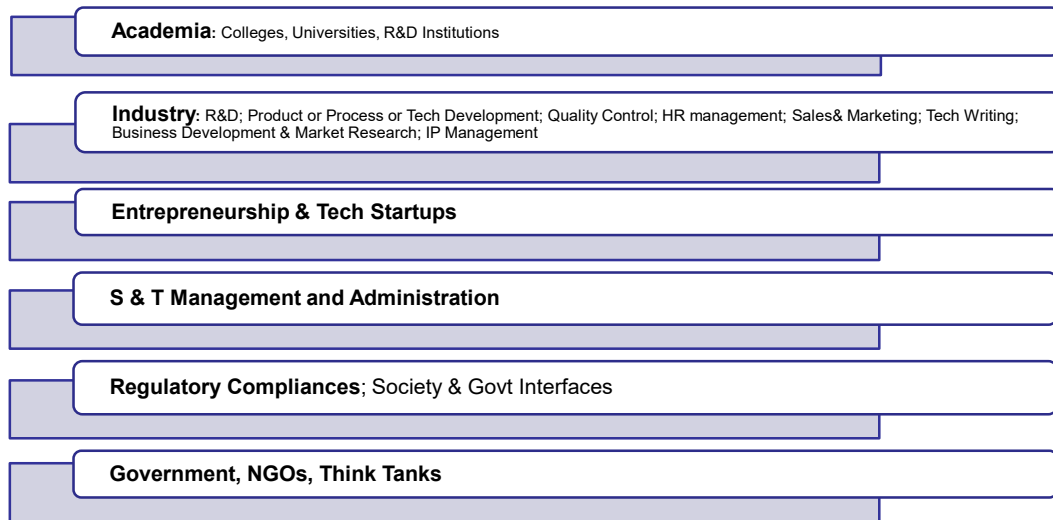 Academia: Colleges, Universities, R&D Institutions
Industry: R&D; Product or Process or Tech Development; Quality Control; HR management; Sales& Marketing; Tech Writing;
Business Development & Market Research; IP Management
Entrepreneurship & Tech Startups
S & T Management and Administration
Regulatory Compliances; Society & Govt Interfaces
Government, NGOs, Think Tanks